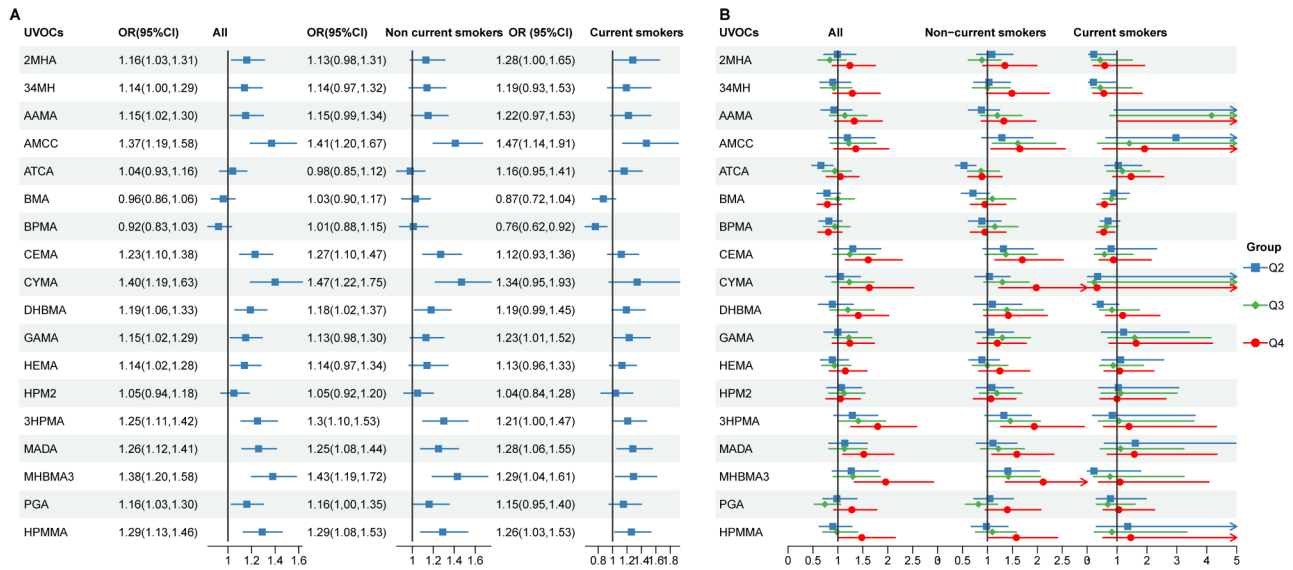 A
B
UVOCs OR(95%CI) All OR(95%CI) Non current smokers OR (95%CI) Current smokers
2MHA 1.16(1.03,1.31) 1.13(0.98,1.31) 1.28(1.00,1.65)
34MH 1.14(1.00,1.29) 1.14(0.97,1.32) 1.19(0.93,1.53)
AAMA 1.15(1.02,1.30) 1.15(0.99,1.34) 1.22(0.97,1.53)
AMCC 1.37(1.19,1.58) 1.41(1.20,1.67) 1.47(1.14,1.91)
ATCA 1.04(0.93,1.16) 0.98(0.85,1.12) 1.16(0.95,1.41)
BMA 0.96(0.86,1.06) 1.03(0.90,1.17) 0.87(0.72,1.04)
BPMA 0.92(0.83,1.03) 1.01(0.88,1.15) 0.76(0.62,0.92)
CEMA 1.23(1.10,1.38) 1.27(1.10,1.47) 1.12(0.93,1.36)
CYMA 1.40(1.19,1.63) 1.47(1.22,1.75) 1.34(0.95,1.93)
DHBMA 1.19(1.06,1.33) 1.18(1.02,1.37) 1.19(0.99,1.45)
GAMA 1.15(1.02,1.29) 1.13(0.98,1.30) 1.23(1.01,1.52)
HEMA 1.14(1.02,1.28) 1.14(0.97,1.34) 1.13(0.96,1.33)
HPM2 1.05(0.94,1.18) 1.05(0.92,1.20) 1.04(0.84,1.28)
3HPMA 1.25(1.11,1.42) 1.3(1.10,1.53) 1.21(1.00,1.47)
MADA 1.26(1.12,1.41) 1.25(1.08,1.44) 1.28(1.06,1.55)
MHBMA3 1.38(1.20,1.58) 1.43(1.19,1.72) 1.29(1.04,1.61)
PGA 1.16(1.03,1.30) 1.16(1.00,1.35) 1.15(0.95,1.40)
HPMMA 1.29(1.13,1.46) 1.29(1.08,1.53) 1.26(1.03,1.53)
1 1.2 1.4 1.6 1 1.2 1.4 1.6 0.8 1 1.2 1.4 1.6 1.8
UVOCs All Non-current smokers Current smokers
2MHA
34MH
AAMA
AMCC
ATCA
BMA
BPMA
CEMA
CYMA
DHBMA
GAMA
HEMA
HPM2
3HPMA
MADA
MHBMA3
PGA
HPMMA
0 0.5 1 1.5 2 2.5 3 0 0.5 1 1.5 2 2.5 3 0 1 2 3 4 5
Group
Q2
Q3
Q4